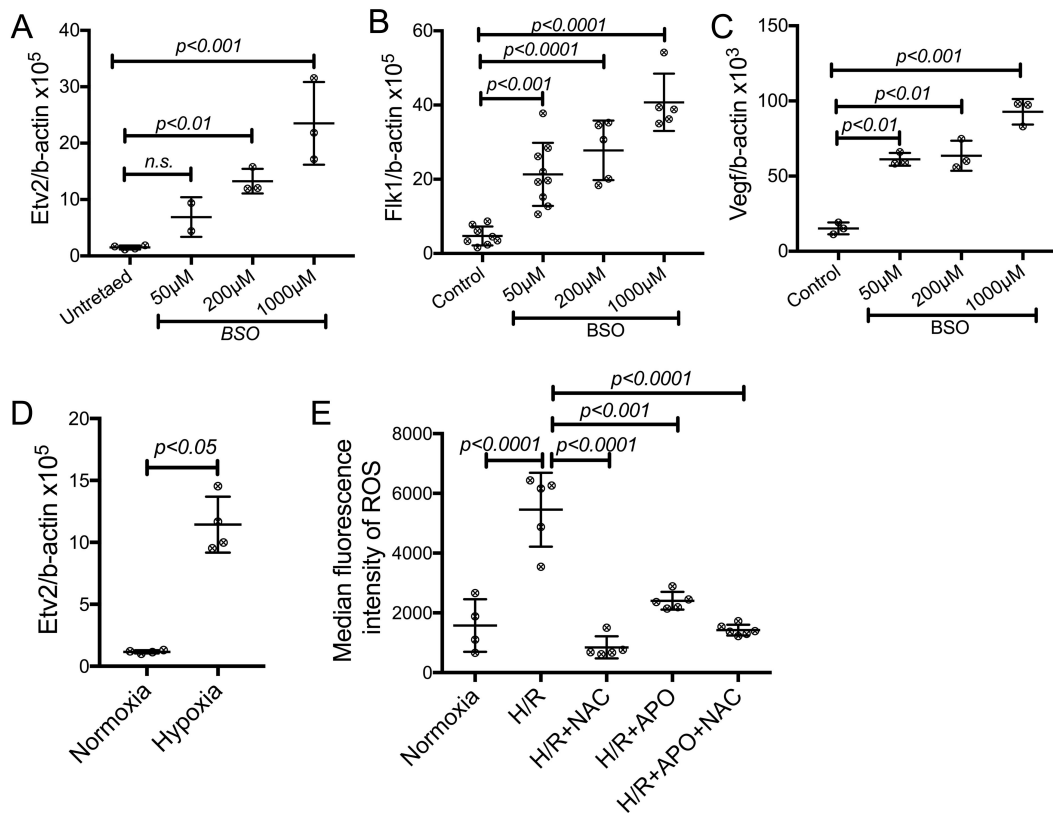 A
Etv2/b-actin x10⁵
40
30
20
10
0
p<0.001
p<0.01
n.s.
Untretaed
50µM
200µM
1000µM
BSO
B
Flk1/b-actin x10⁵
60
40
20
0
p<0.0001
p<0.0001
p<0.001
Control
50µM
200µM
1000µM
BSO
C
Vegf/b-actin x10³
150
100
50
0
p<0.001
p<0.01
p<0.01
Control
50µM
200µM
1000µM
BSO
D
Etv2/b-actin x10⁵
20
15
10
5
0
p<0.05
Normoxia
Hypoxia
E
Median fluorescence
intensity of ROS
8000
6000
4000
2000
0
p<0.0001
p<0.001
p<0.0001
p<0.0001
Normoxia
H/R
H/R+NAC
H/R+APO
H/R+APO+NAC